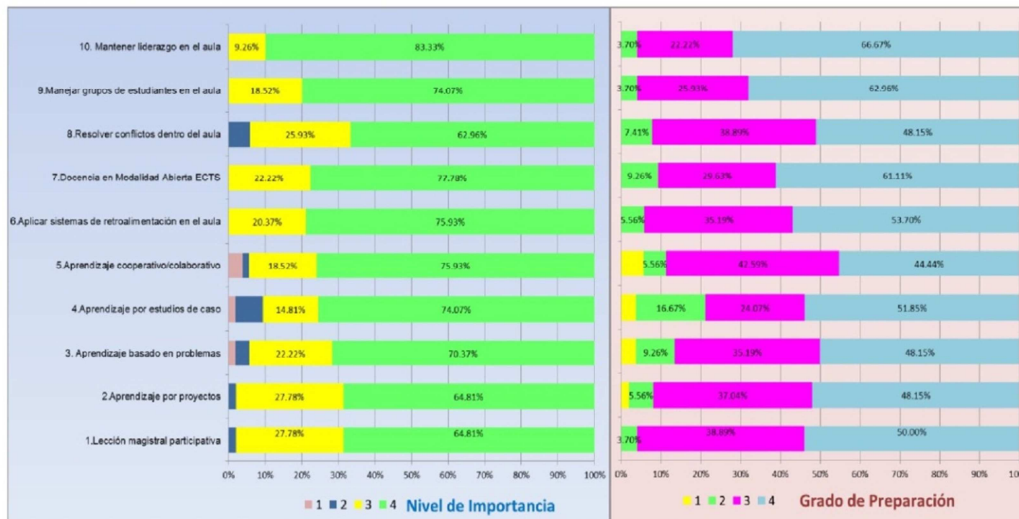 10. Mantener liderazgo en el aula 9.26% 83.33% 3.70% 22.22% 66.67%
9.Manejar grupos de estudiantes en el aula 18.52% 74.07% 3.70% 25.93% 62.96%
8.Resolver conflictos dentro del aula 25.93% 62.96% 7.41% 38.89% 48.15%
7.Docencia en Modalidad Abierta ECTS 22.22% 77.78% 9.26% 29.63% 61.11%
6.Aplicar sistemas de retroalimentación en el aula 20.37% 75.93% 5.56% 35.19% 53.70%
5.Aprendizaje cooperativo/colaborativo 18.52% 75.93% 5.56% 42.59% 44.44%
4.Aprendizaje por estudios de caso 14.81% 74.07% 16.67% 24.07% 51.85%
3. Aprendizaje basado en problemas 22.22% 70.37% 9.26% 35.19% 48.15%
2.Aprendizaje por proyectos 27.78% 64.81% 5.56% 37.04% 48.15%
1.Lección magistral participativa 27.78% 64.81% 3.70% 38.89% 50.00%
0% 10% 20% 30% 40% 50% 60% 70% 80% 90% 100% 0% 10% 20% 30% 40% 50% 60% 70% 80% 90% 100%
1 2 3 4 Nivel de Importancia 1 2 3 4 Grado de Preparación